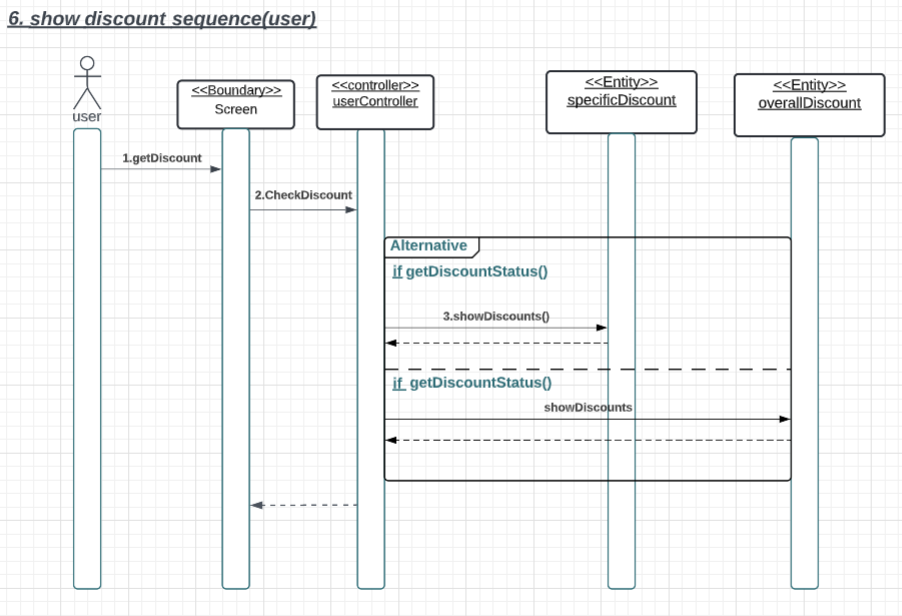 6. show discount sequence(user)
user
<<Boundary>>
Screen
<<controller>>
userController
<<Entity>>
specificDiscount
<<Entity>>
overallDiscount
1.getDiscount
2.CheckDiscount
Alternative
if getDiscountStatus()
3.showDiscounts()
if getDiscountStatus()
showDiscounts